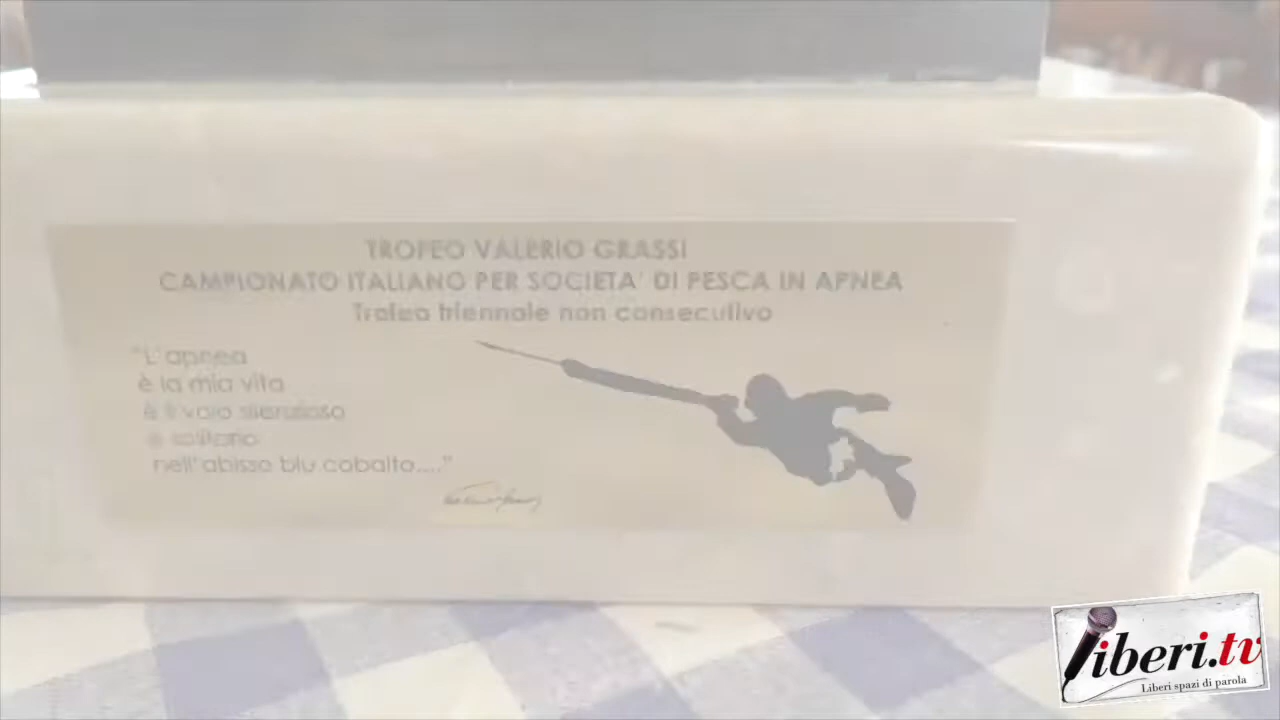 TROFEO VALERIO GRASSI
CAMPIONATO ITALIANO PER SOCIETA' DI PESCA IN APNEA
Trofeo triennale non consecutivo
"L'apnea
è la mia vita
è il volo silenzioso
e solitario
nell'abisso blu cobalto...."
liberi.tv
Liberi spazi di parola